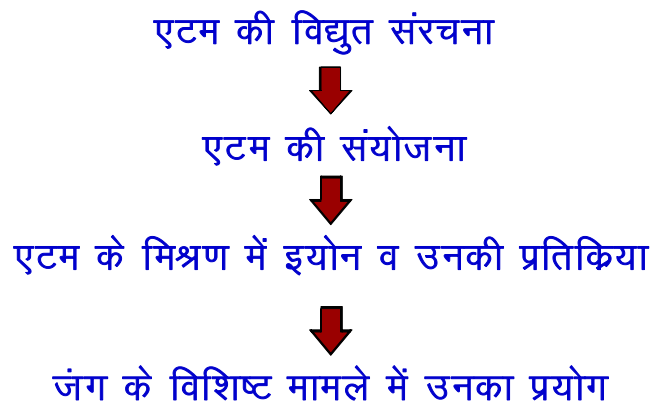 एटम की विद्युत संरचना
एटम की संयोजना
एटम के मिश्रण में इयोन व उनकी प्रतिक्रिया
जंग के विशिष्ट मामले में उनका प्रयोग